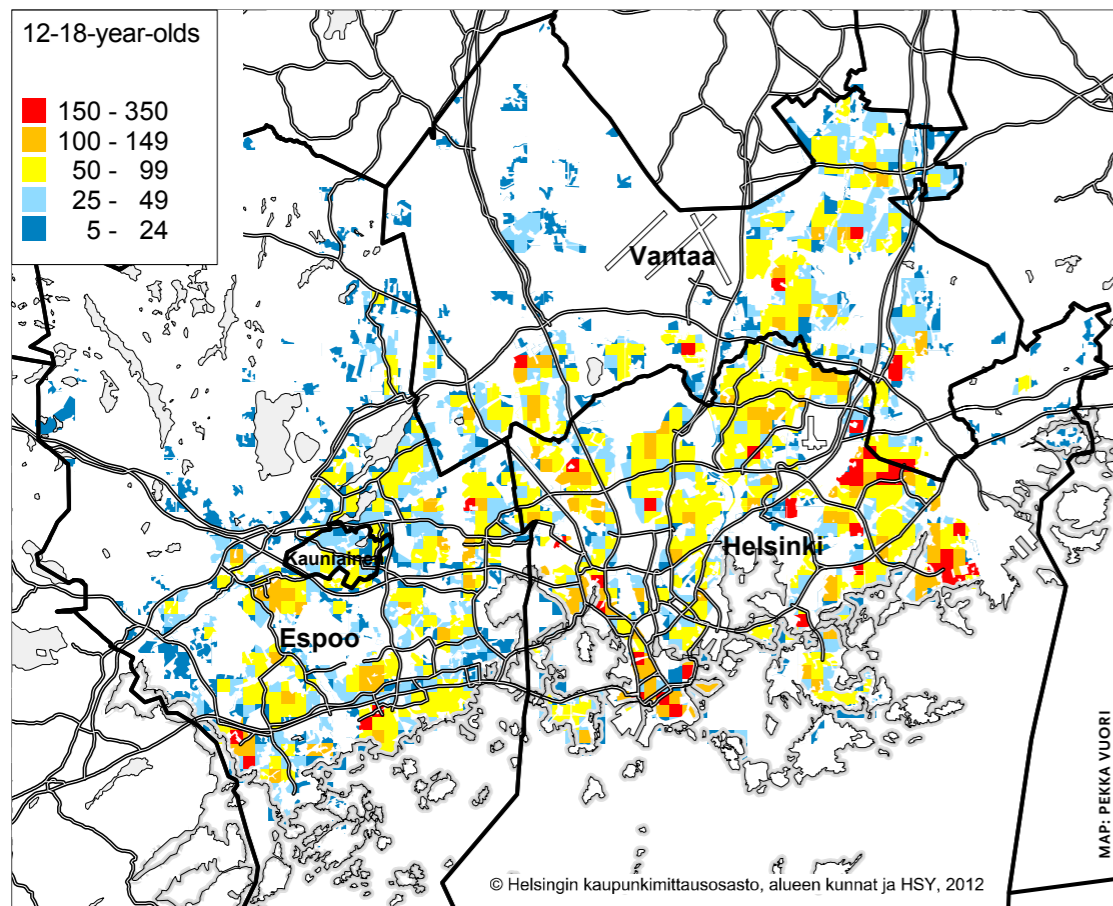 12-18-year-olds
150 - 350
100 - 149
50 - 99
25 - 49
5 - 24
Vantaa
Helsinki
Kauniainen
Espoo
MAP: PEKKA VUORI
© Helsingin kaupunkimittausosasto, alueen kunnat ja HSY, 2012